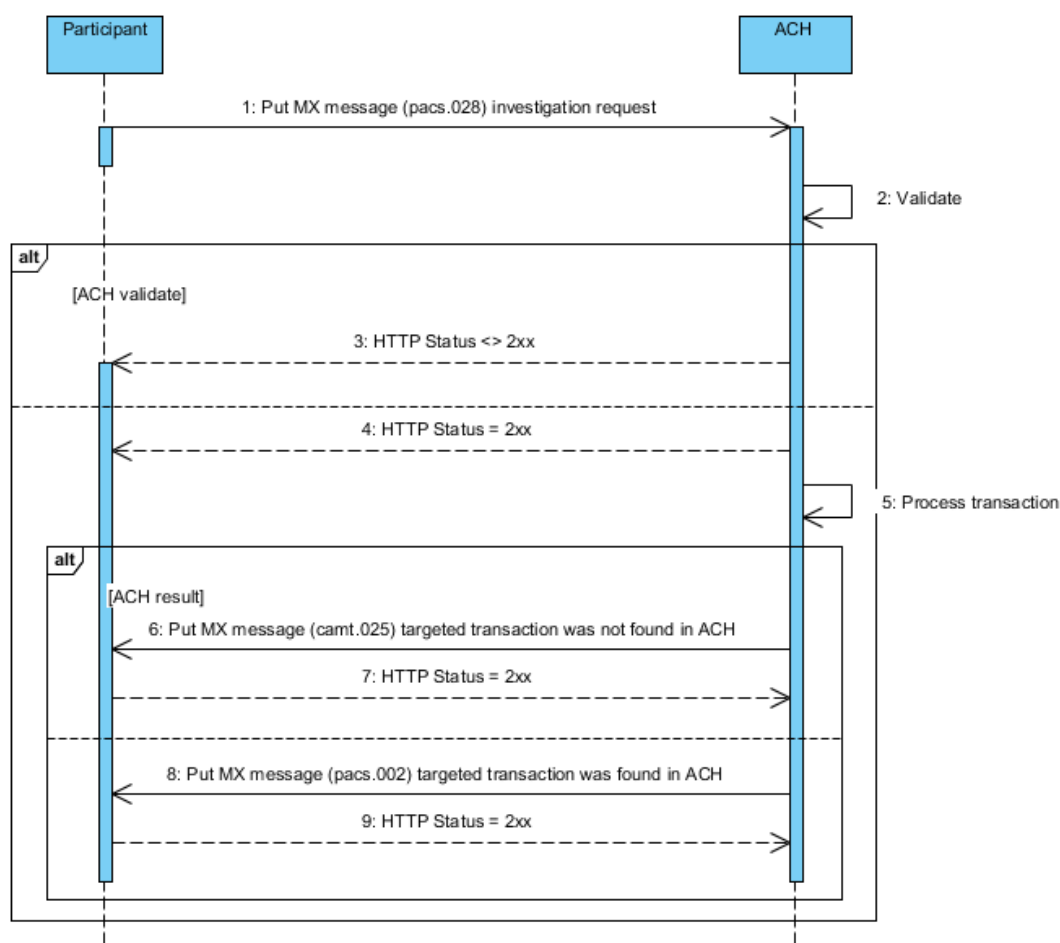 Participant
ACH
1: Put MX message (pacs.028) investigation request
2: Validate
alt
[ACH validate]
3: HTTP Status <> 2xx
4: HTTP Status = 2xx
5: Process transaction
alt
[ACH result]
6: Put MX message (camt.025) targeted transaction was not found in ACH
7: HTTP Status = 2xx
8: Put MX message (pacs.002) targeted transaction was found in ACH
9: HTTP Status = 2xx